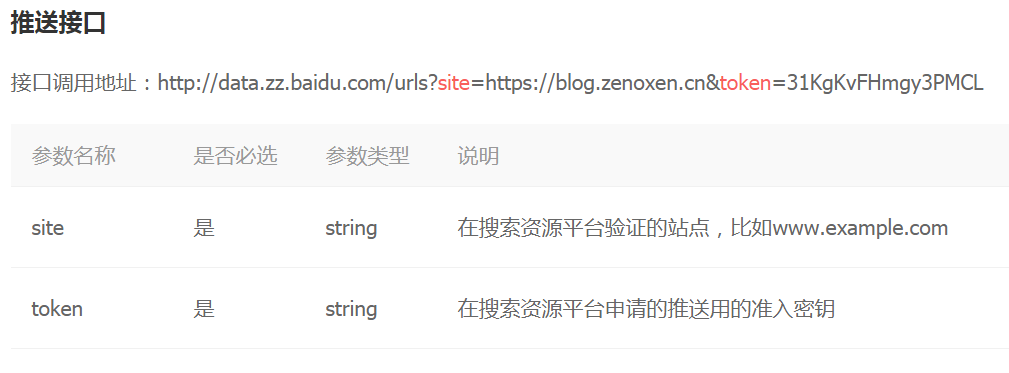 推送接口
接口调用地址：http://data.zz.baidu.com/urls?site=https://blog.zenoxen.cn&token=31KgKvFHmgy3PMCL
参数名称 是否必选 参数类型 说明
site 是 string 在搜索资源平台验证的站点，比如www.example.com
token 是 string 在搜索资源平台申请的推送用的准入密钥